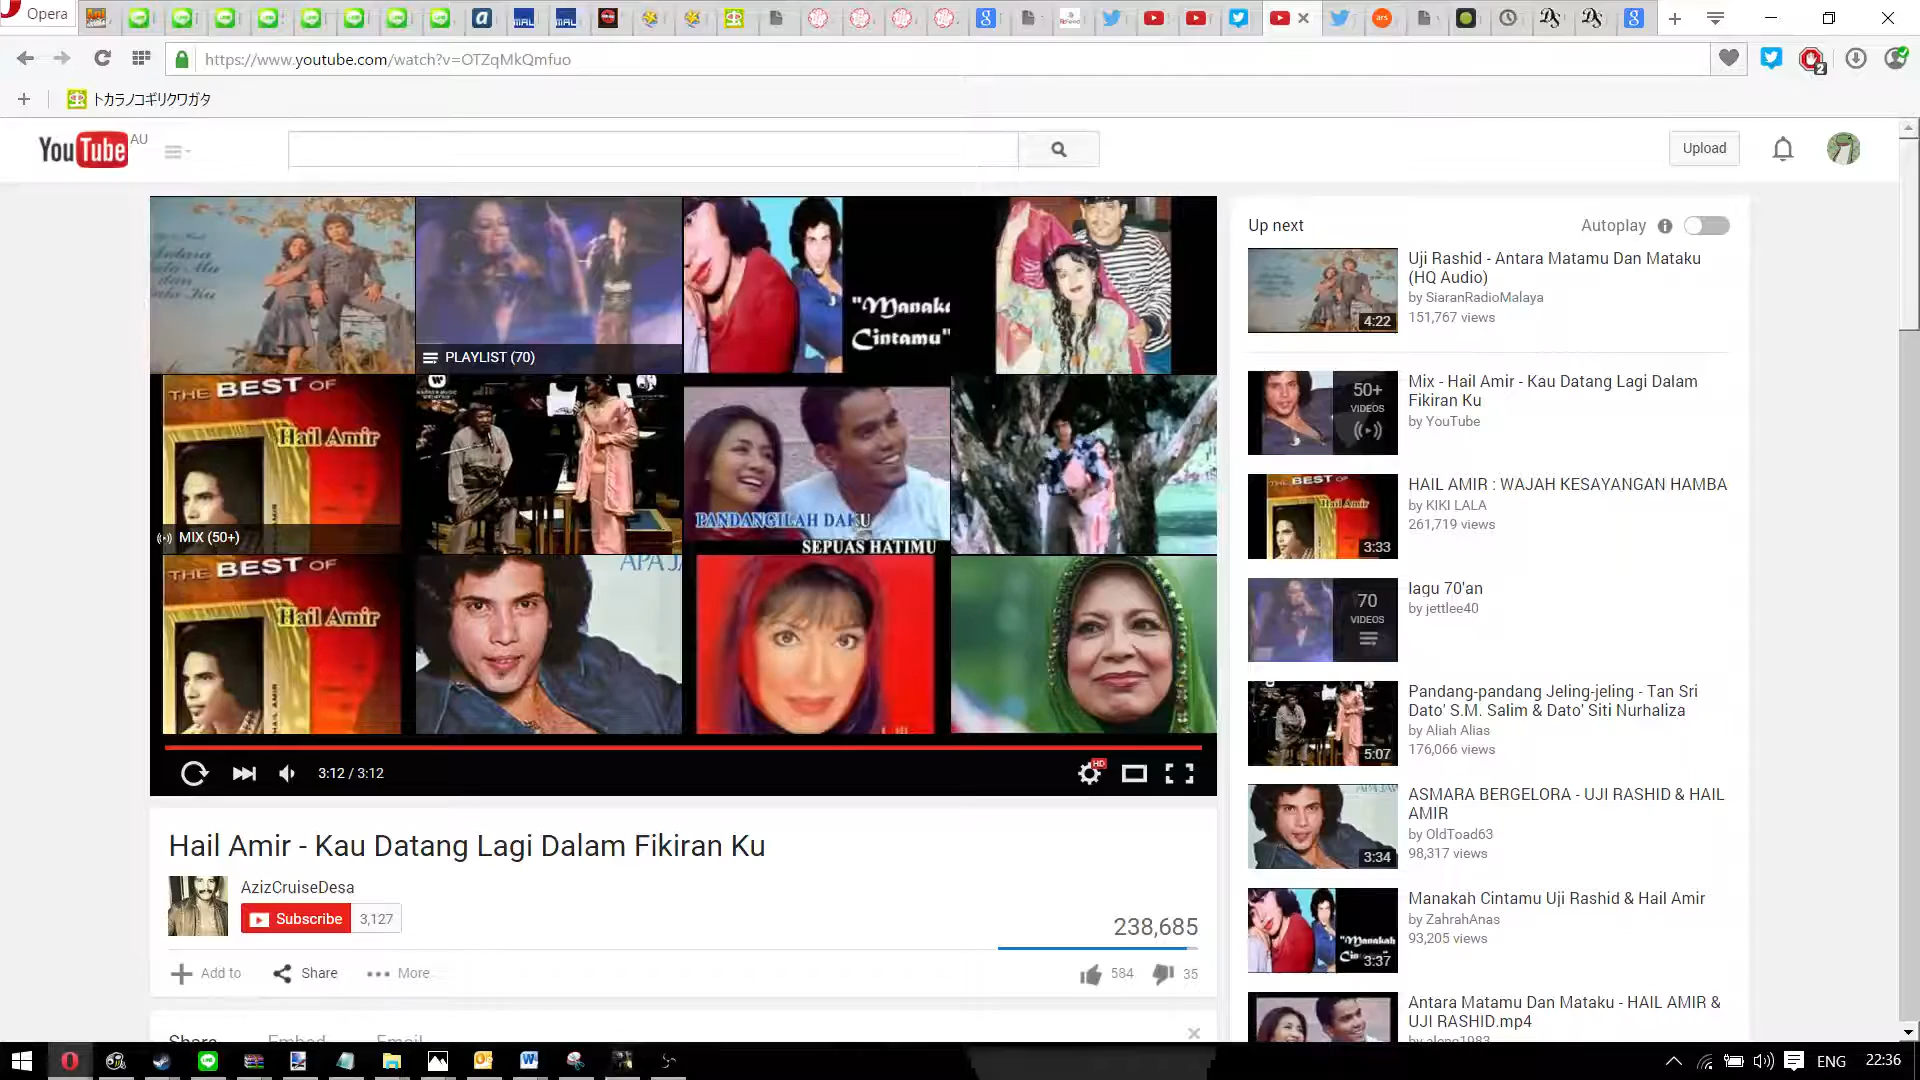 Opera
https://www.youtube.com/watch?v=OTZqMkQmfuo
2
トカラノコギリクワガタ
YouTube AU
Upload
PLAYLIST (70)
"Manaka
Cintamu"
THE BEST OF
Hail Amir
MIX (50+)
PANDANGILAH DAKU
SEPUAS HATIMU
THE BEST OF
Hail Amir
HAIL AMIR
3:12 / 3:12
HD
Hail Amir - Kau Datang Lagi Dalam Fikiran Ku
AzizCruiseDesa
Subscribe 3,127
238,685
Add to Share More
584 35
Share Embed Email
Up next Autoplay
Uji Rashid - Antara Matamu Dan Mataku
(HQ Audio)
by SiaranRadioMalaya
151,767 views
4:22
Mix - Hail Amir - Kau Datang Lagi Dalam
Fikiran Ku
by YouTube
50+
VIDEOS
HAIL AMIR : WAJAH KESAYANGAN HAMBA
by KIKI LALA
261,719 views
3:33
lagu 70'an
by jettlee40
70
VIDEOS
Pandang-pandang Jeling-jeling - Tan Sri
Dato' S.M. Salim & Dato' Siti Nurhaliza
by Aliah Alias
176,066 views
5:07
ASMARA BERGELORA - UJI RASHID & HAIL
AMIR
by OldToad63
98,317 views
3:34
Manakah Cintamu Uji Rashid & Hail Amir
by ZahrahAnas
93,205 views
3:37
Antara Matamu Dan Mataku - HAIL AMIR &
UJI RASHID.mp4
ENG 22:36